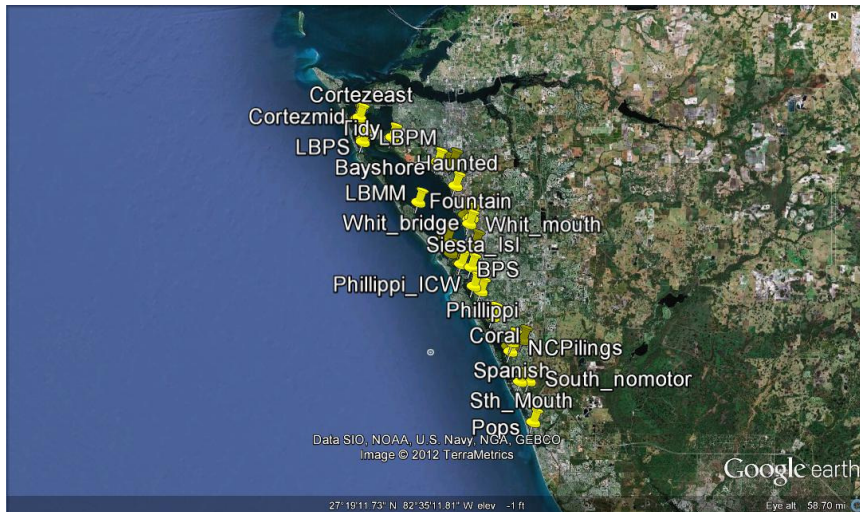 N
Cortezeast
Cortezmid
Tidy
LBPM
LBPS
Bayshore
Haunted
LBMM
Fountain
Whit_bridge
Whit_mouth
Siesta_Isl
BPS
Phillippi_ICW
Phillippi
Coral
NCPilings
Spanish
South_nomotor
Sth_Mouth
Pops
Data SIO, NOAA, U.S. Navy, NGA, GEBCO
Image © 2012 TerraMetrics
Google earth
27°19'11.73" N 82°35'11.81" W elev -1 ft
Eye alt 58.70 mi